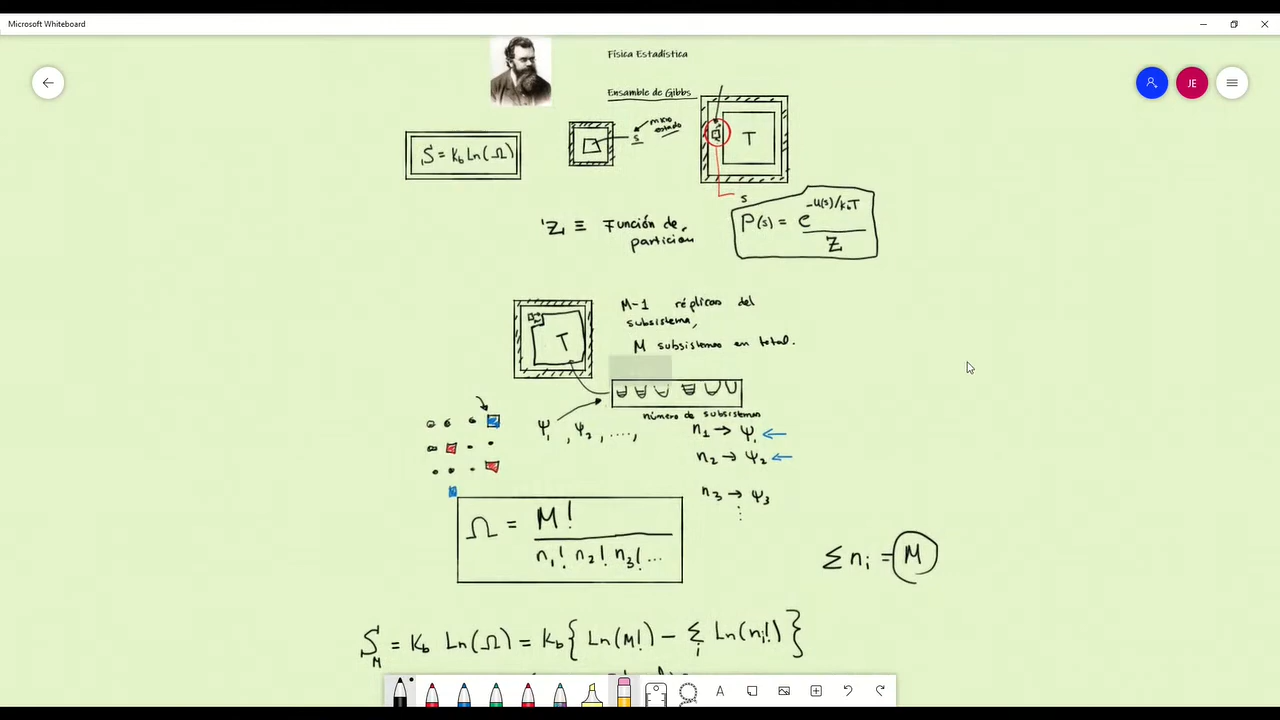 Microsoft Whiteboard
Física Estadística
JE
Ensamble de Gibbs
micro
estado
S
T
S = K_b Ln(Ω)
s
P(s) = e^{-U(s)/K_bT} / Z
Z ≡ Función de
partición
M-1 réplicas del
subsistema,
T
M subsistemas en total.
número de subsistemas
Ψ₁, Ψ₂, ....,
n₁ → Ψ₁ ←
n₂ → Ψ₂ ←
n₃ → Ψ₃
⋮
Ω = M! / n₁! n₂! n₃! ...
Σ nᵢ = M
S_M = K_b Ln(Ω) = K_b { Ln(M!) - Σ_i Ln(nᵢ!) }
A